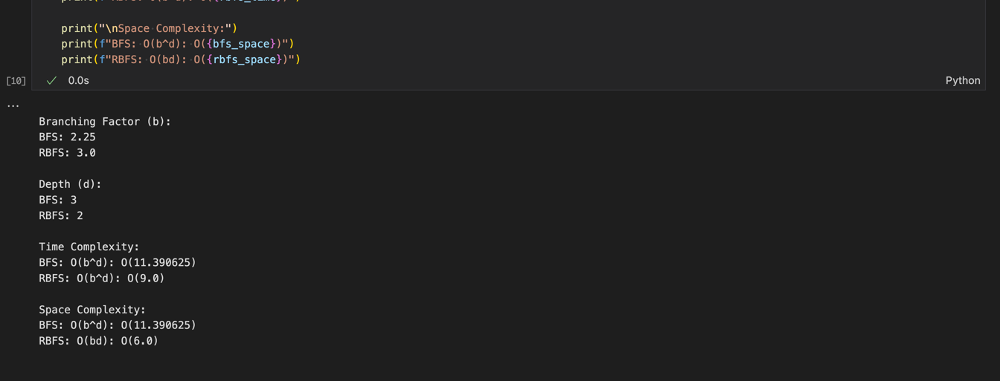 print("\nSpace Complexity:")
print(f"BFS: O(b^d): O({bfs_space})")
print(f"RBFS: O(bd): O({rbfs_space})")
[10] ✓ 0.0s Python
...
Branching Factor (b):
BFS: 2.25
RBFS: 3.0
Depth (d):
BFS: 3
RBFS: 2
Time Complexity:
BFS: O(b^d): O(11.390625)
RBFS: O(b^d): O(9.0)
Space Complexity:
BFS: O(b^d): O(11.390625)
RBFS: O(bd): O(6.0)